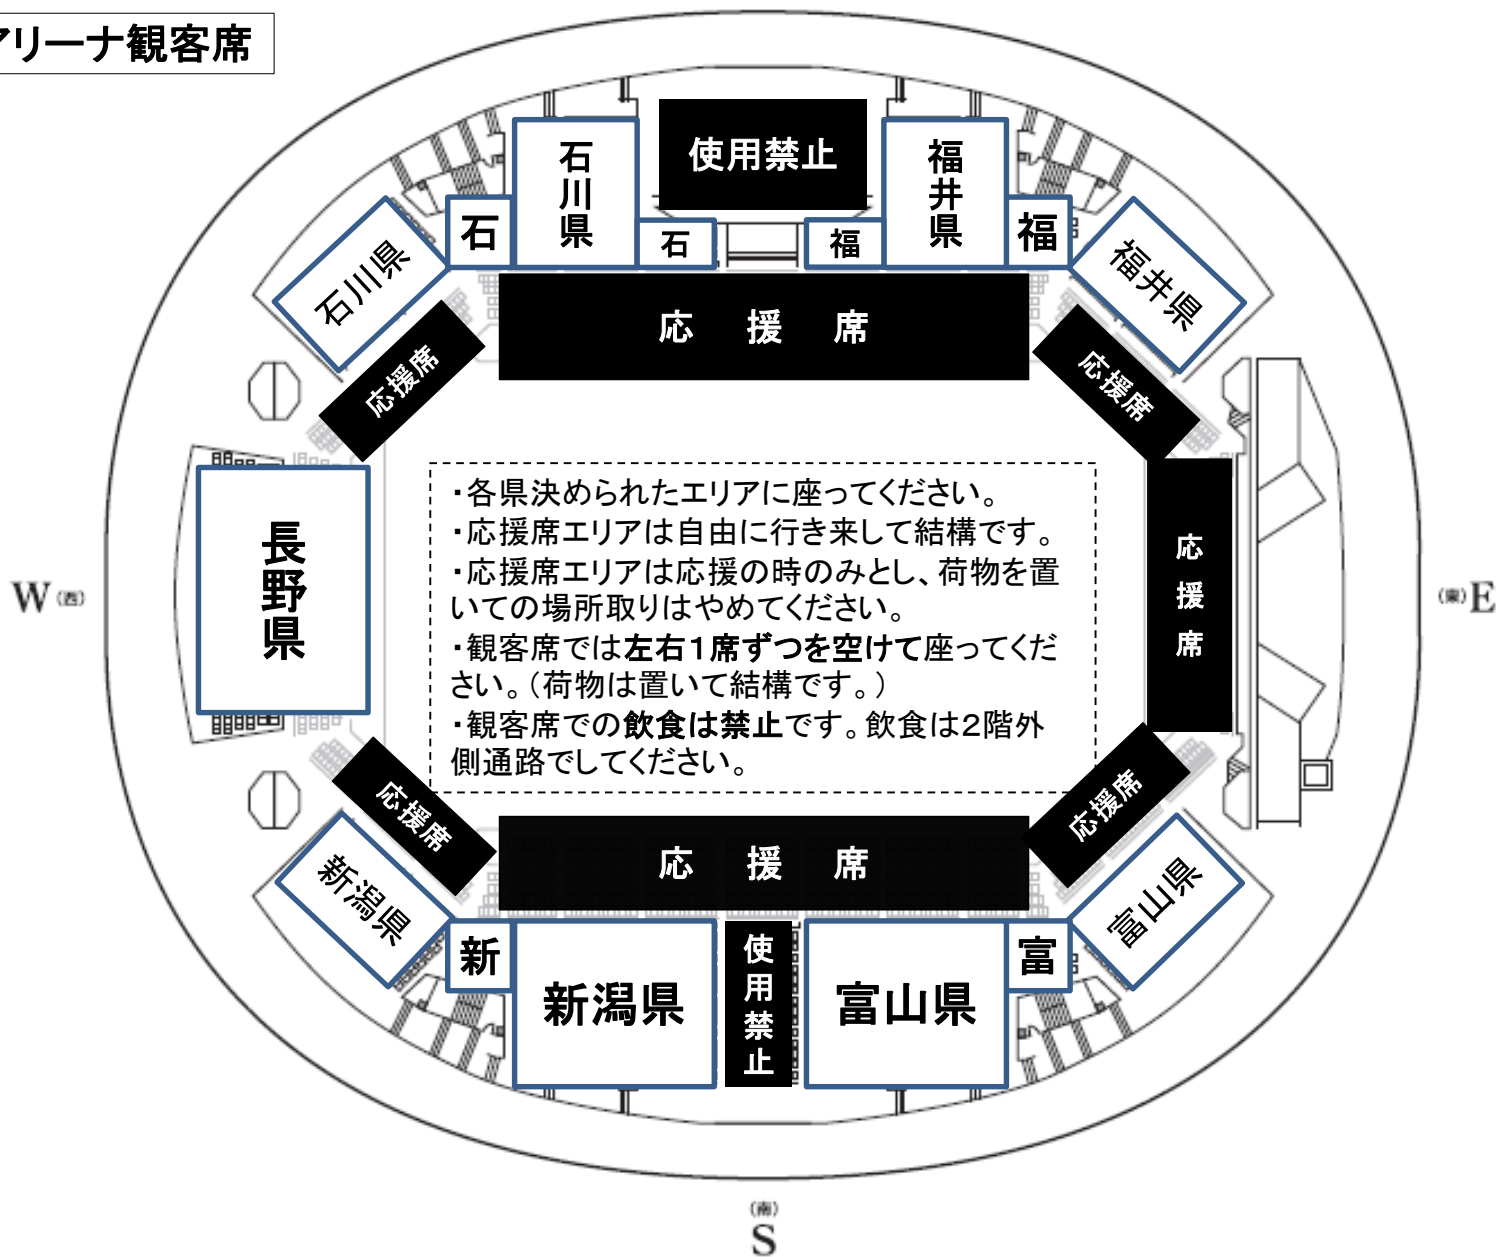 アリーナ観客席
使用禁止
石川県
福井県
石
石
福
福
石川県
福井県
応 援 席
応援席
応援席
長野県
・各県決められたエリアに座ってください。
・応援席エリアは自由に行き来して結構です。
・応援席エリアは応援の時のみとし、荷物を置
いての場所取りはやめてください。
・観客席では左右1席ずつを空けて座ってくだ
さい。(荷物は置いて結構です。)
・観客席での飲食は禁止です。飲食は2階外
側通路でしてください。
応援席
W(西)
(東)E
応援席
応援席
応 援 席
新潟県
富山県
新
富
新潟県
使用禁止
富山県
(南)
S